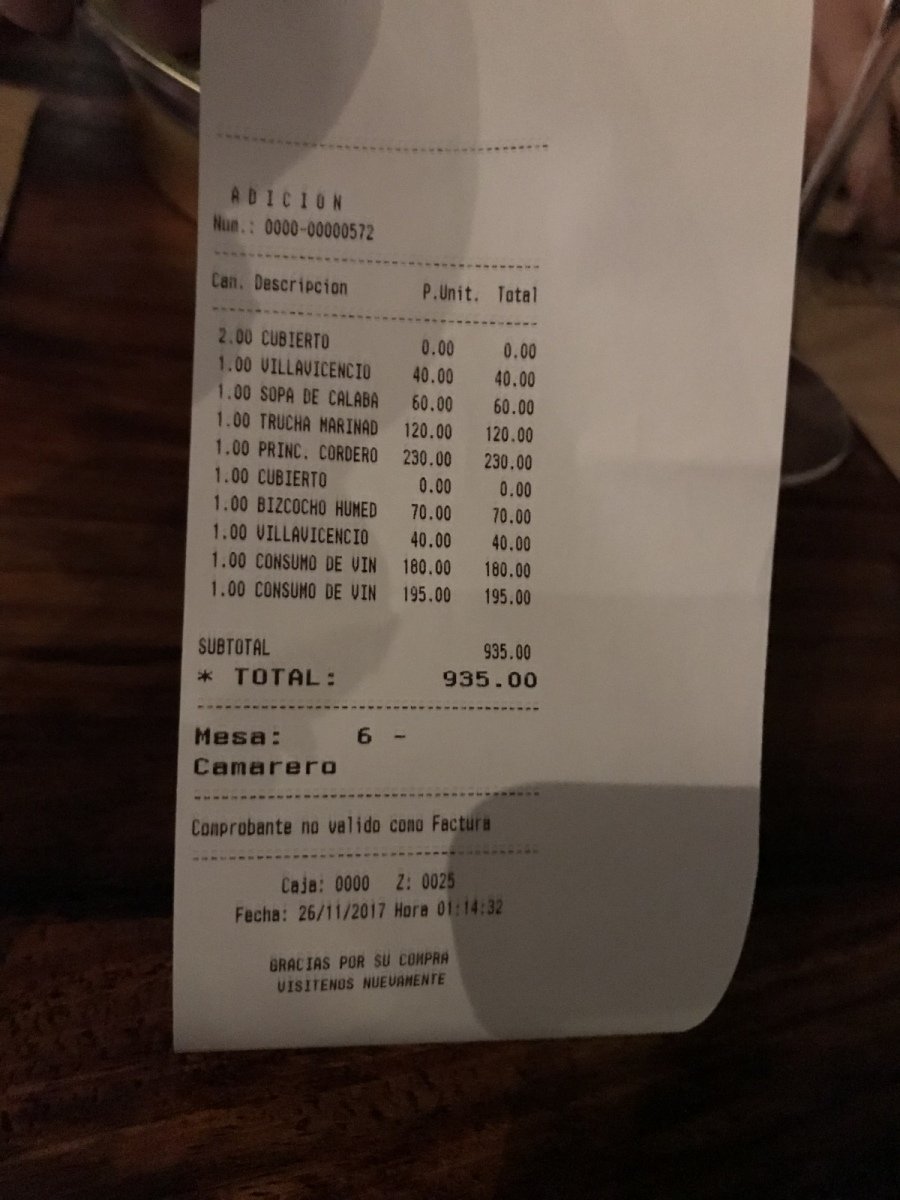 ADICION
Num.: 0000-00000572
Can. Descripcion P.Unit. Total
2.00 CUBIERTO 0.00 0.00
1.00 VILLAVICENCIO 40.00 40.00
1.00 SOPA DE CALABA 60.00 60.00
1.00 TRUCHA MARINAD 120.00 120.00
1.00 PRINC. CORDERO 230.00 230.00
1.00 CUBIERTO 0.00 0.00
1.00 BIZCOCHO HUMED 70.00 70.00
1.00 VILLAVICENCIO 40.00 40.00
1.00 CONSUMO DE VIN 180.00 180.00
1.00 CONSUMO DE VIN 195.00 195.00
SUBTOTAL 935.00
* TOTAL: 935.00
Mesa: 6 -
Camarero
Comprobante no valido como Factura
Caja: 0000 Z: 0025
Fecha: 26/11/2017 Hora 01:14:32
GRACIAS POR SU COMPRA
VISITENOS NUEVAMENTE